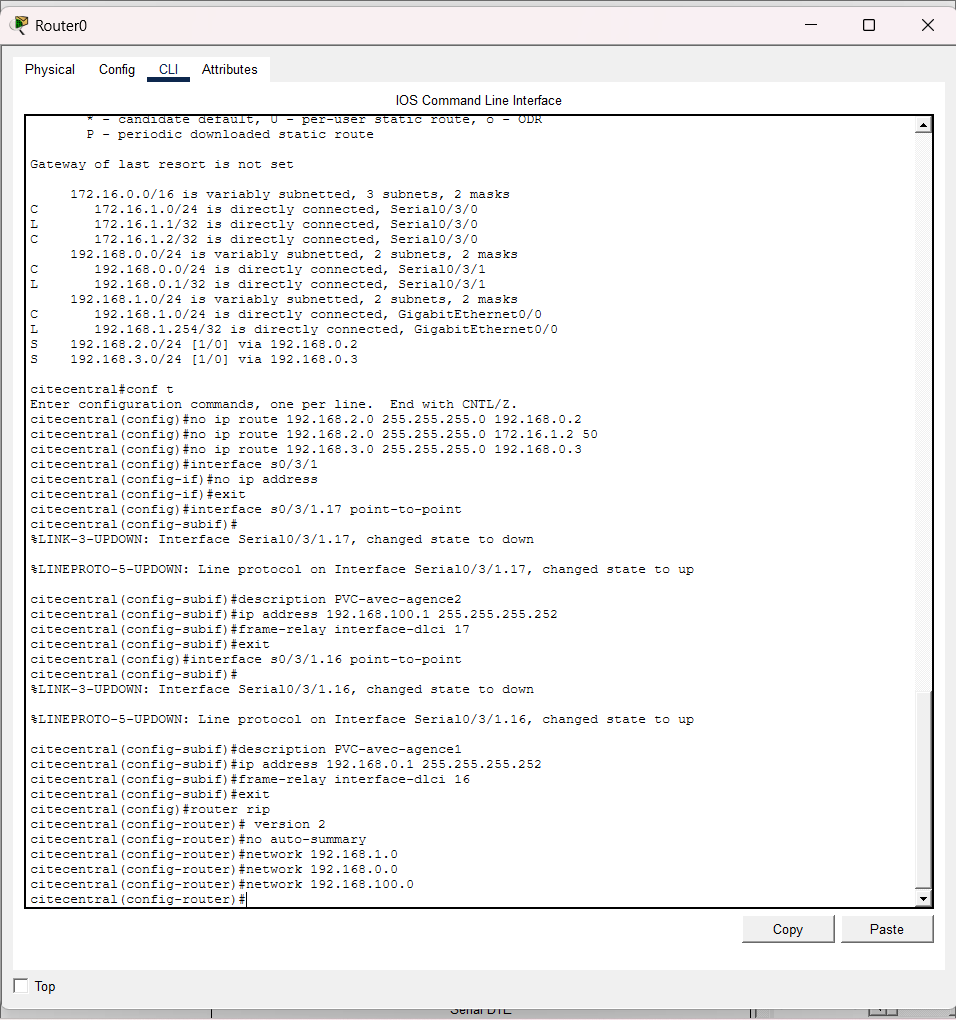 Router0
Physical Config CLI Attributes
IOS Command Line Interface
* - candidate default, U - per-user static route, o - ODR
P - periodic downloaded static route
Gateway of last resort is not set
172.16.0.0/16 is variably subnetted, 3 subnets, 2 masks
C 172.16.1.0/24 is directly connected, Serial0/3/0
L 172.16.1.1/32 is directly connected, Serial0/3/0
C 172.16.1.2/32 is directly connected, Serial0/3/0
192.168.0.0/24 is variably subnetted, 2 subnets, 2 masks
C 192.168.0.0/24 is directly connected, Serial0/3/1
L 192.168.0.1/32 is directly connected, Serial0/3/1
192.168.1.0/24 is variably subnetted, 2 subnets, 2 masks
C 192.168.1.0/24 is directly connected, GigabitEthernet0/0
L 192.168.1.254/32 is directly connected, GigabitEthernet0/0
S 192.168.2.0/24 [1/0] via 192.168.0.2
S 192.168.3.0/24 [1/0] via 192.168.0.3
citecentral#conf t
Enter configuration commands, one per line.  End with CNTL/Z.
citecentral(config)#no ip route 192.168.2.0 255.255.255.0 192.168.0.2
citecentral(config)#no ip route 192.168.2.0 255.255.255.0 172.16.1.2 50
citecentral(config)#no ip route 192.168.3.0 255.255.255.0 192.168.0.3
citecentral(config)#interface s0/3/1
citecentral(config-if)#no ip address
citecentral(config-if)#exit
citecentral(config)#interface s0/3/1.17 point-to-point
citecentral(config-subif)#
%LINK-3-UPDOWN: Interface Serial0/3/1.17, changed state to down
%LINEPROTO-5-UPDOWN: Line protocol on Interface Serial0/3/1.17, changed state to up
citecentral(config-subif)#description PVC-avec-agence2
citecentral(config-subif)#ip address 192.168.100.1 255.255.255.252
citecentral(config-subif)#frame-relay interface-dlci 17
citecentral(config-subif)#exit
citecentral(config)#interface s0/3/1.16 point-to-point
citecentral(config-subif)#
%LINK-3-UPDOWN: Interface Serial0/3/1.16, changed state to down
%LINEPROTO-5-UPDOWN: Line protocol on Interface Serial0/3/1.16, changed state to up
citecentral(config-subif)#description PVC-avec-agence1
citecentral(config-subif)#ip address 192.168.0.1 255.255.255.252
citecentral(config-subif)#frame-relay interface-dlci 16
citecentral(config-subif)#exit
citecentral(config)#router rip
citecentral(config-router)# version 2
citecentral(config-router)#no auto-summary
citecentral(config-router)#network 192.168.1.0
citecentral(config-router)#network 192.168.0.0
citecentral(config-router)#network 192.168.100.0
citecentral(config-router)#
Copy Paste
Top
Serial DTE